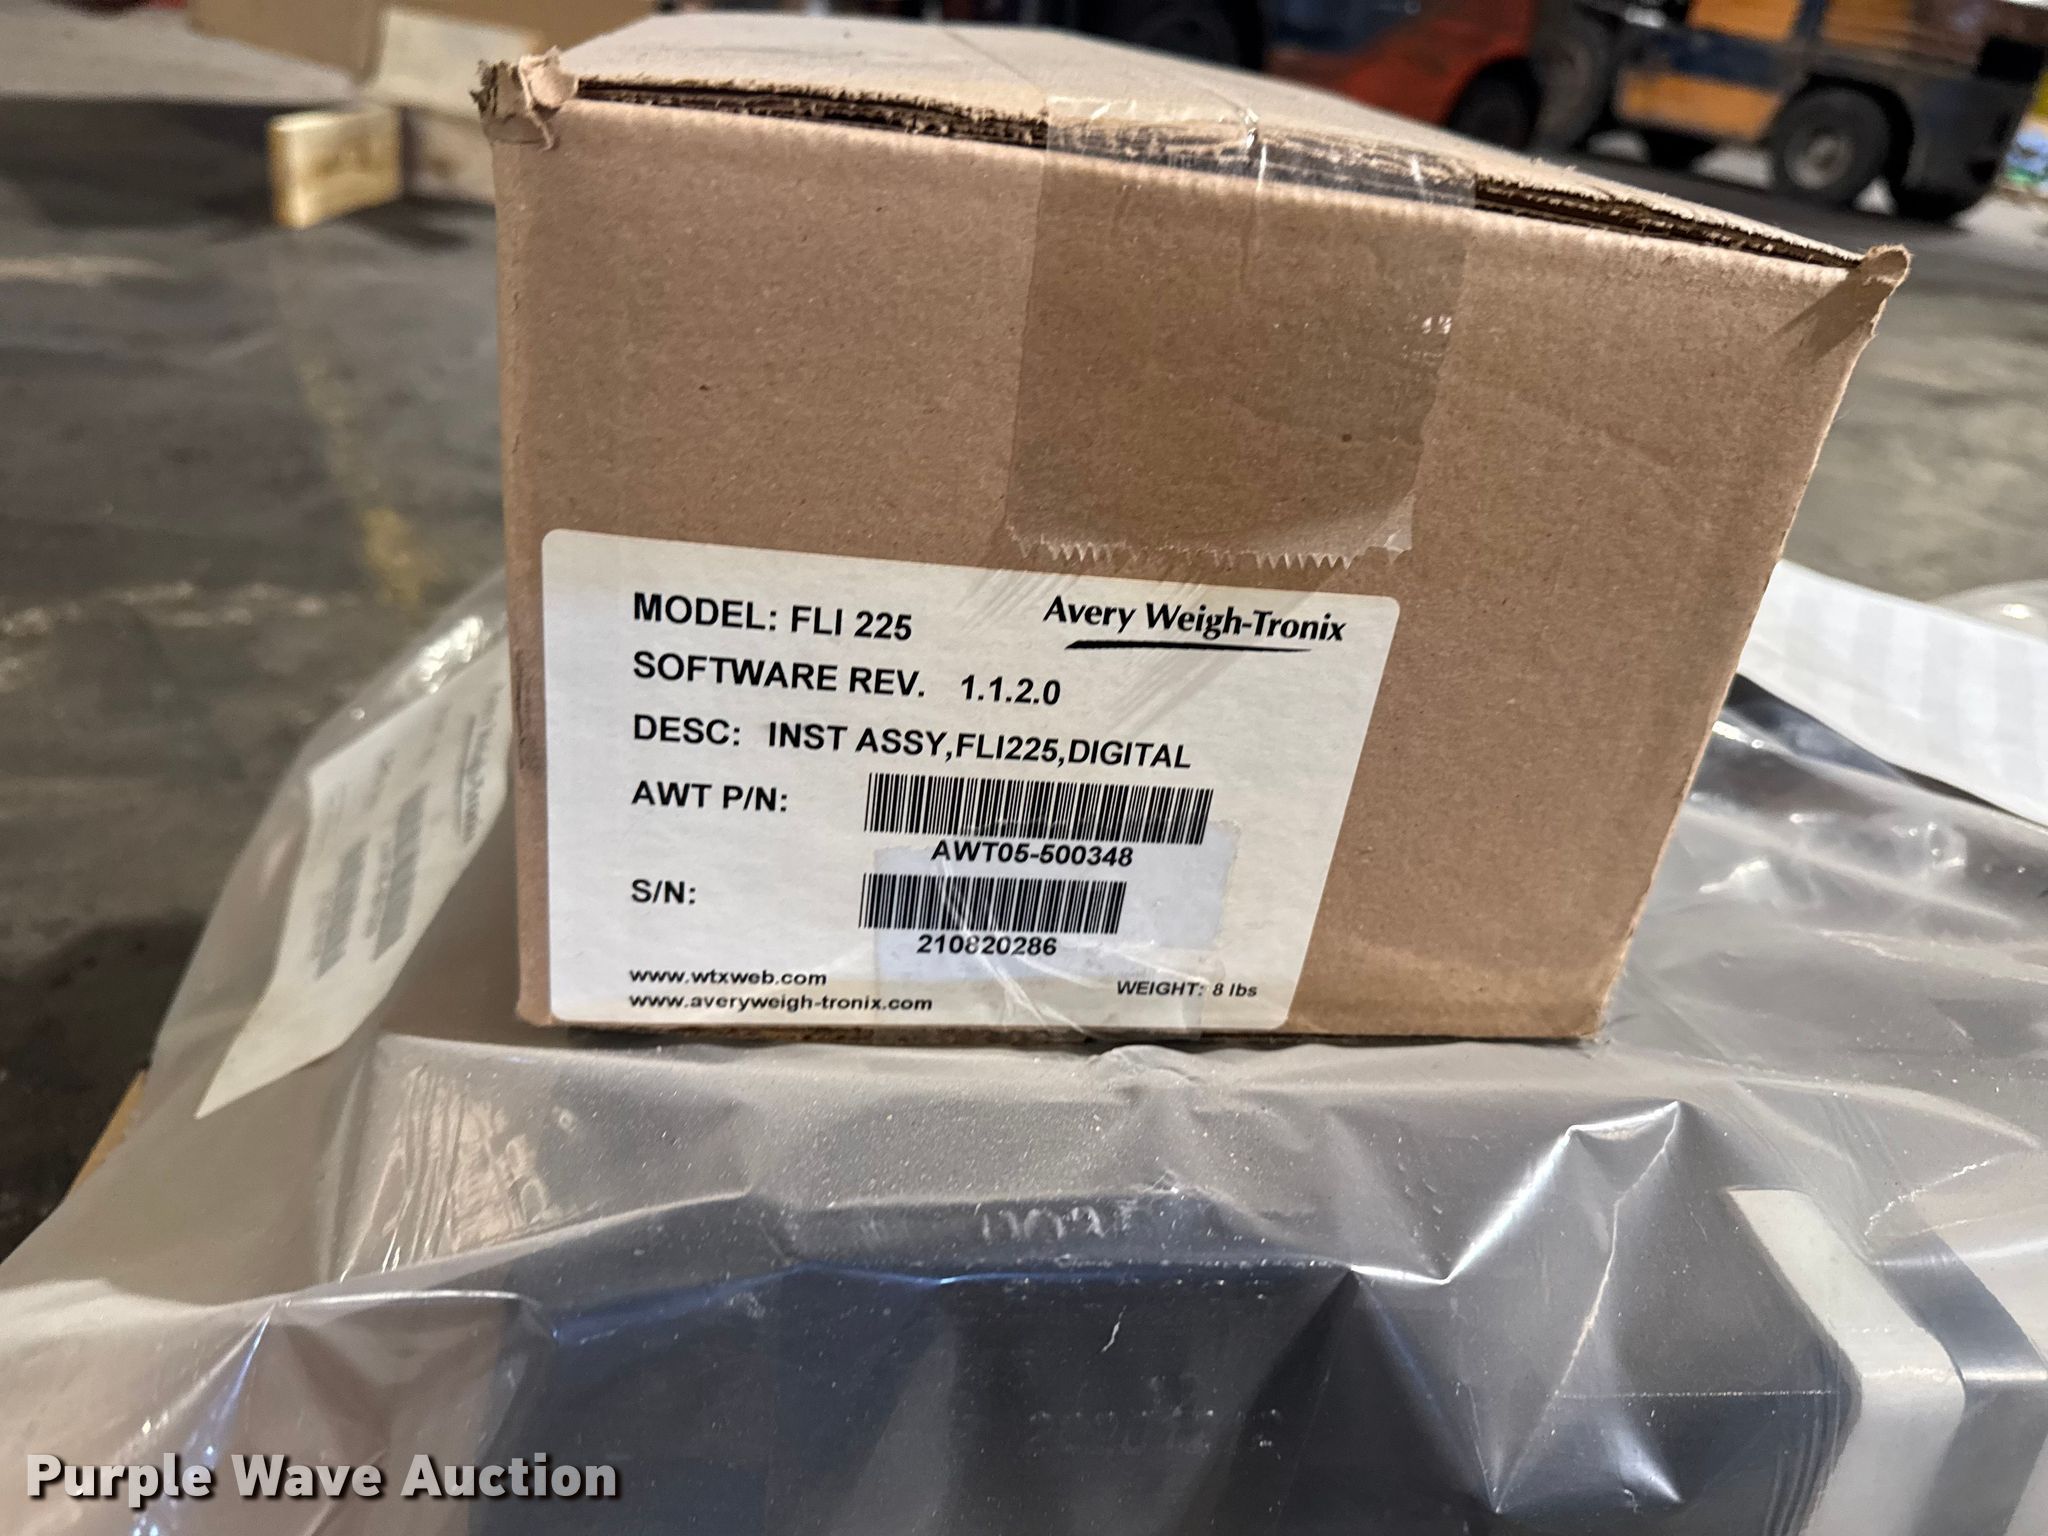 MODEL: FLI 225
Avery Weigh-Tronix
SOFTWARE REV. 1.1.2.0
DESC: INST ASSY,FLI225,DIGITAL
AWT P/N:
AWT05-500348
S/N:
210820286
www.wtxweb.com
www.averyweigh-tronix.com
WEIGHT: 8 lbs
Purple Wave Auction